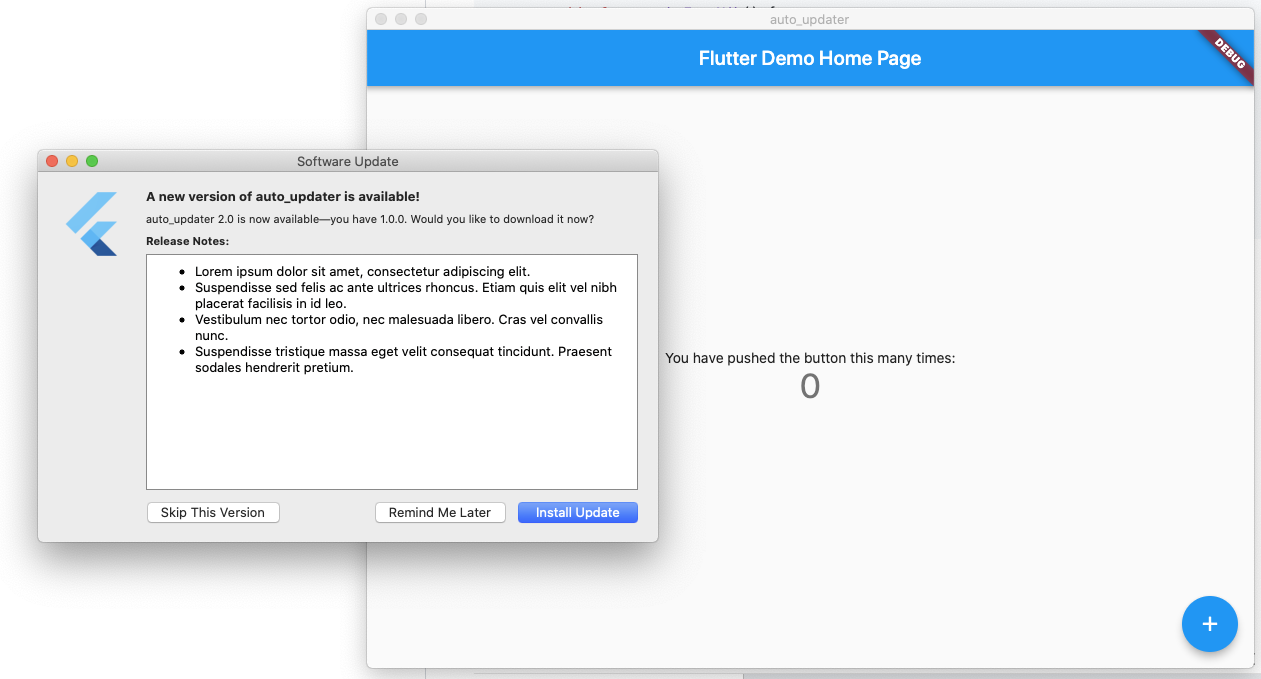 auto_updater
Flutter Demo Home Page
DEBUG
Software Update
A new version of auto_updater is available!
auto_updater 2.0 is now available—you have 1.0.0. Would you like to download it now?
Release Notes:
• Lorem ipsum dolor sit amet, consectetur adipiscing elit.
• Suspendisse sed felis ac ante ultrices rhoncus. Etiam quis elit vel nibh
placerat facilisis in id leo.
• Vestibulum nec tortor odio, nec malesuada libero. Cras vel convallis
nunc.
• Suspendisse tristique massa eget velit consequat tincidunt. Praesent
sodales hendrerit pretium.
Skip This Version
Remind Me Later
Install Update
You have pushed the button this many times:
0
+